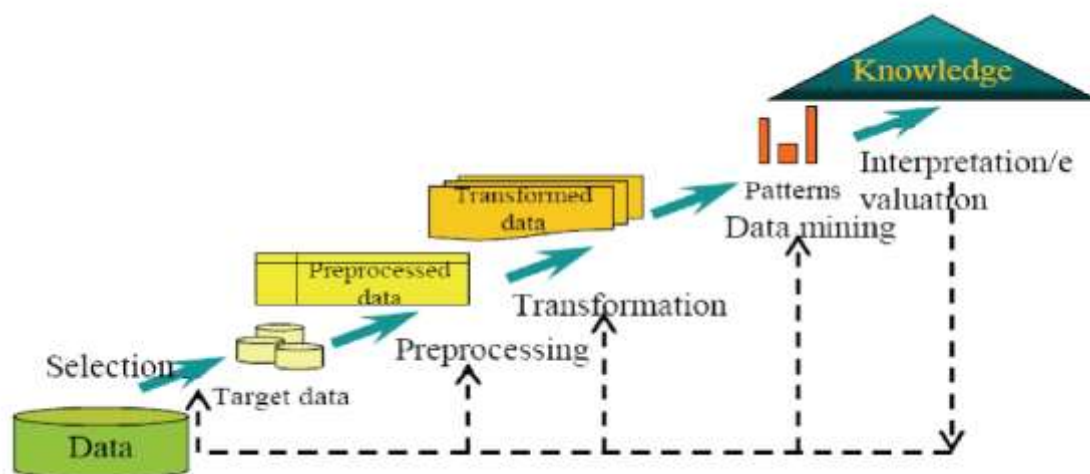 Knowledge
Interpretation/e
valuation
Patterns
Data mining
Transformed
data
Transformation
Preprocessed
data
Preprocessing
Selection
Target data
Data